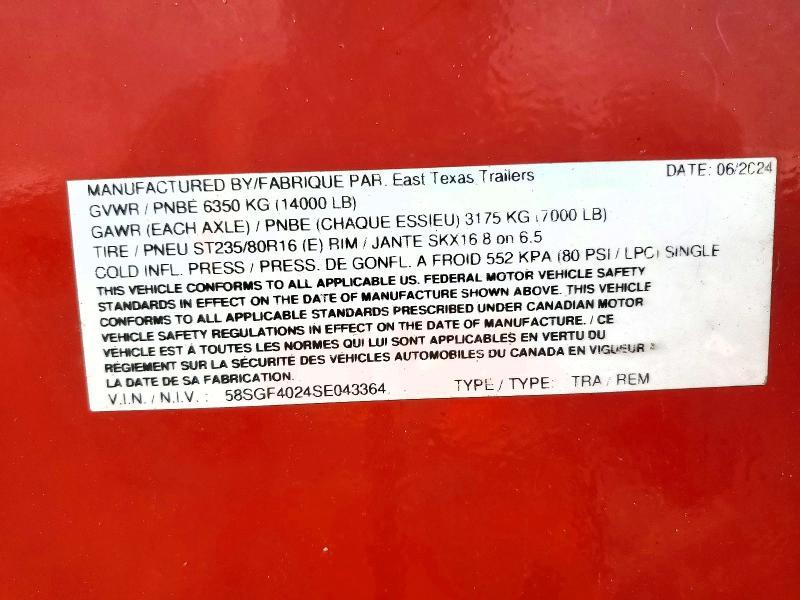 DATE: 06/2024
MANUFACTURED BY/FABRIQUE PAR. East Texas Trailers
GVWR / PNBE 6350 KG (14000 LB)
GAWR (EACH AXLE) / PNBE (CHAQUE ESSIEU) 3175 KG (7000 LB)
TIRE / PNEU ST235/80R16 (E) RIM / JANTE SKX16 8 on 6.5
COLD INFL. PRESS / PRESS. DE GONFL. A FROID 552 KPA (80 PSI / LPC) SINGLE
THIS VEHICLE CONFORMS TO ALL APPLICABLE US. FEDERAL MOTOR VEHICLE SAFETY
STANDARDS IN EFFECT ON THE DATE OF MANUFACTURE SHOWN ABOVE. THIS VEHICLE
CONFORMS TO ALL APPLICABLE STANDARDS PRESCRIBED UNDER CANADIAN MOTOR
VEHICLE SAFETY REGULATIONS IN EFFECT ON THE DATE OF MANUFACTURE. / CE
VÉHICLE EST À TOUTES LES NORMES QUI LUI SONT APPLICABLES EN VERTU DU
RÉGIEMENT SUR LA SÉCURITÉ DES VÉHICLES AUTOMOBILES DU CANADA EN VIGUEUR
LA DATE DE SA FABRICATION.
V.I.N. / N.I.V. : 58SGF4024SE043364 TYPE / TYPE: TRA / REM